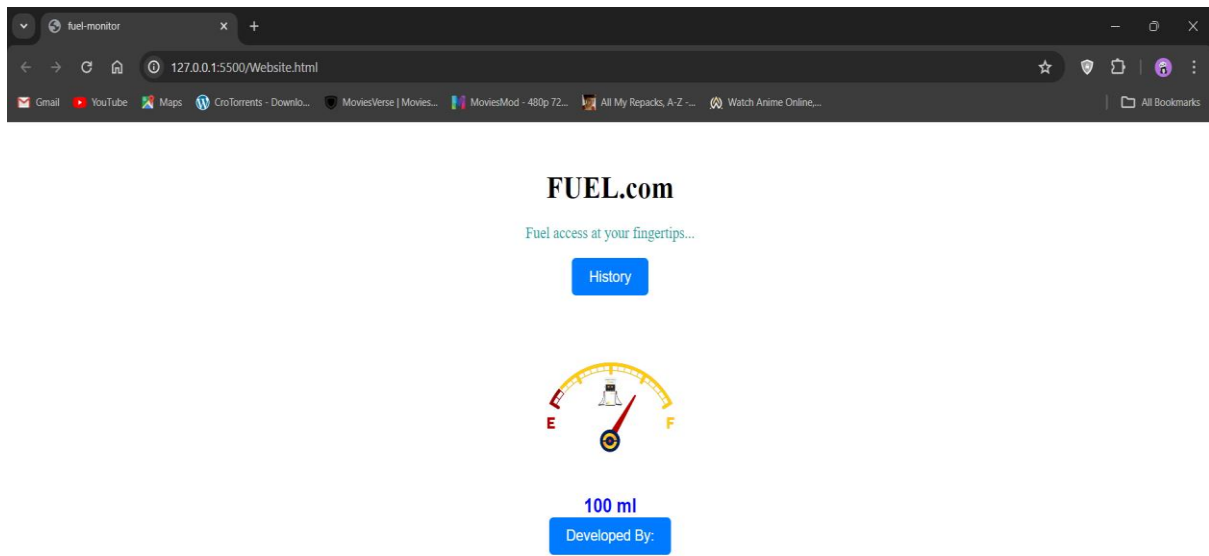 fuel-monitor
127.0.0.1:5500/Website.html
Gmail YouTube Maps CroTorrents - Downlo... MoviesVerse | Movies... MoviesMod - 480p 72... All My Repacks, A-Z -... Watch Anime Online,... All Bookmarks
FUEL.com
Fuel access at your fingertips...
History
E F
100 ml
Developed By: